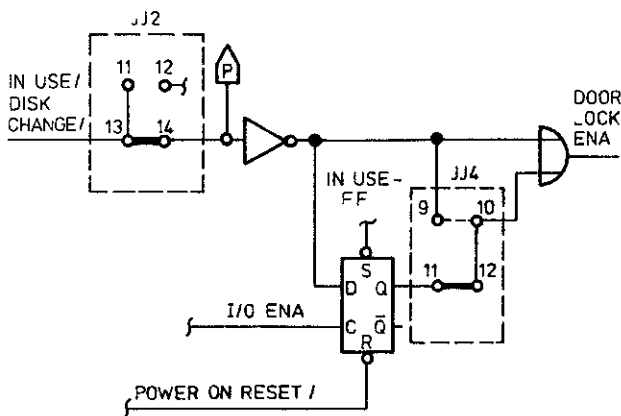 JJ2
11 12
P
IN USE/
DISK
CHANGE/
13 14
DOOR
LOCK
ENA
IN USE-
FF
JJ4
9 10
11 12
S
D Q
C Q̅
R
I/O ENA
POWER ON RESET /